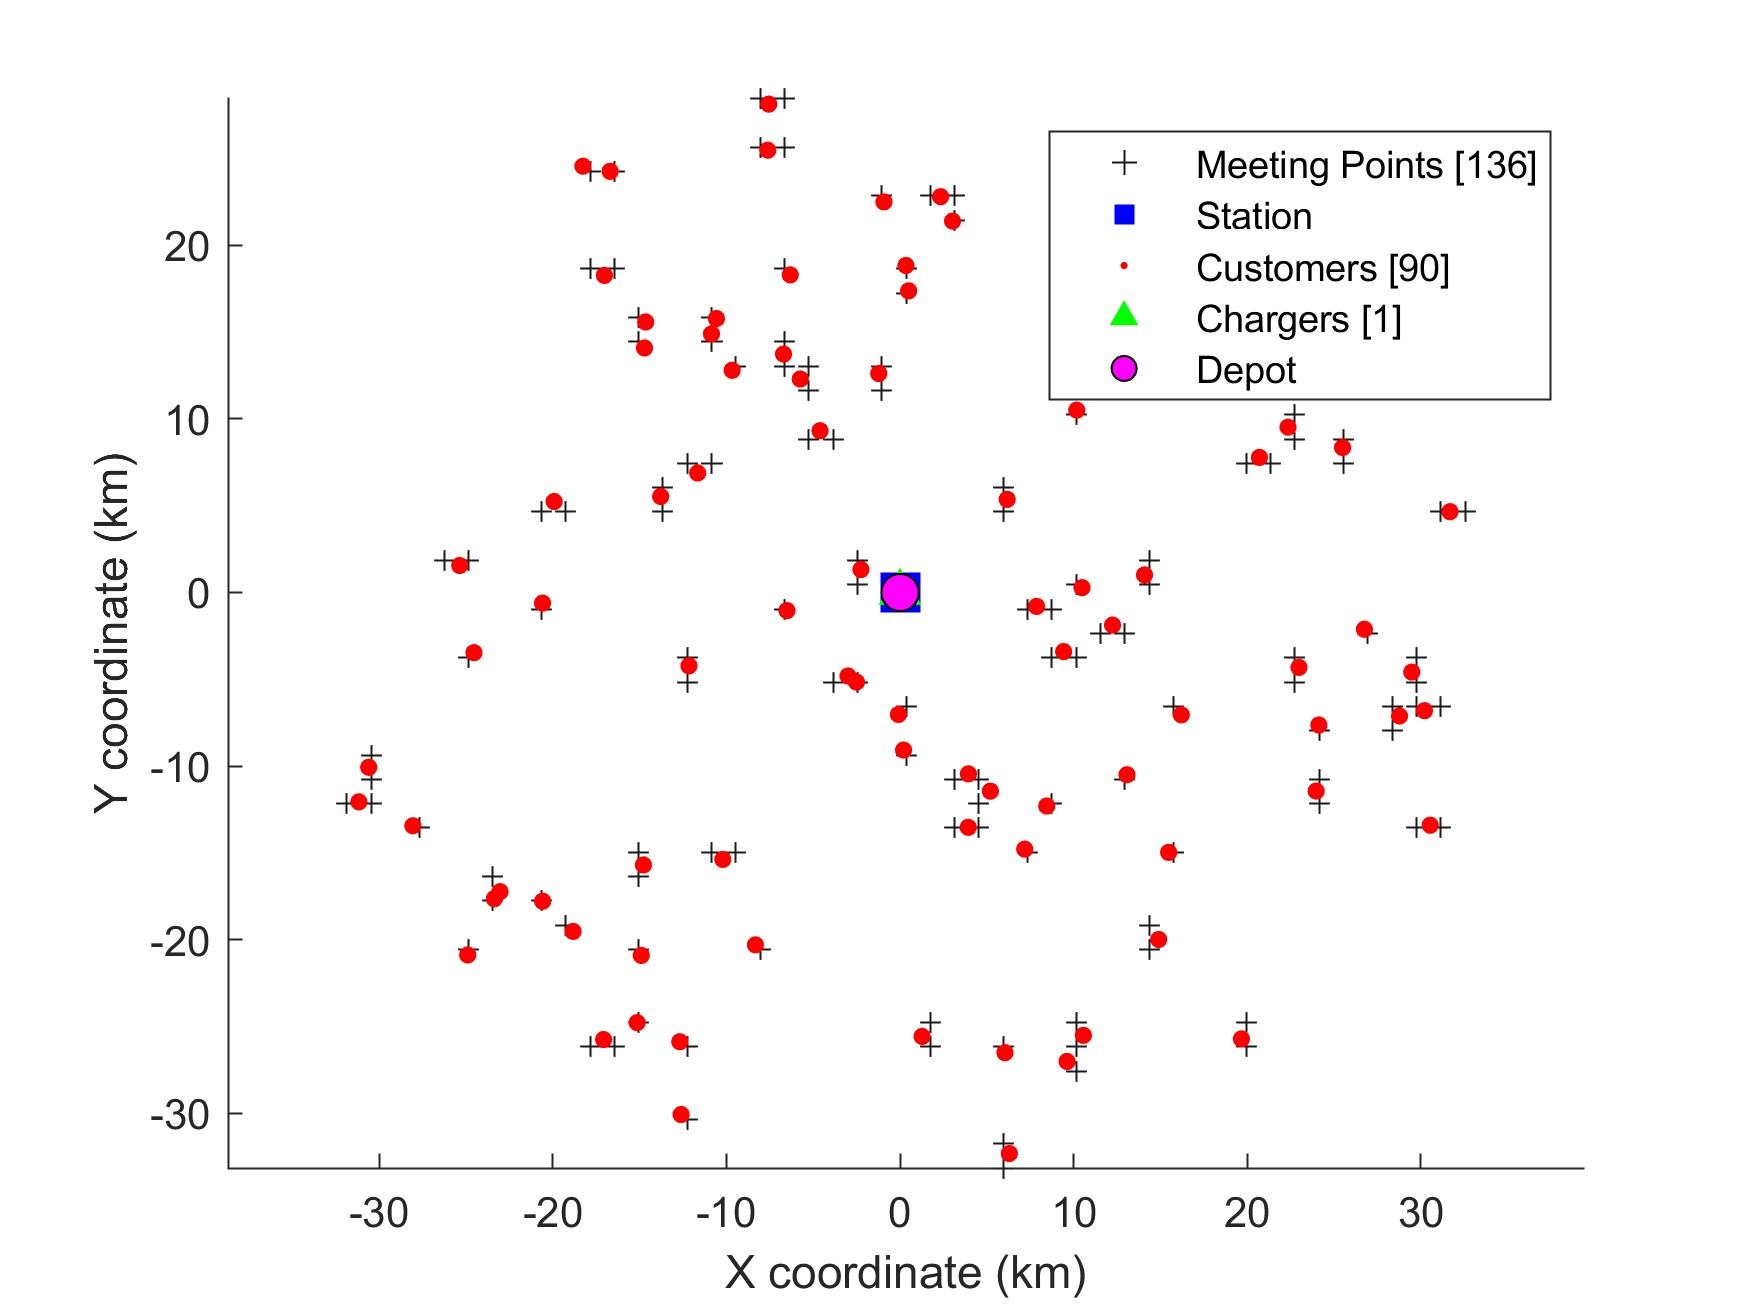 Meeting Points [136]
Station
Customers [90]
Chargers [1]
Depot
20
10
0
-10
-20
-30
Y coordinate (km)
-30 -20 -10 0 10 20 30
X coordinate (km)